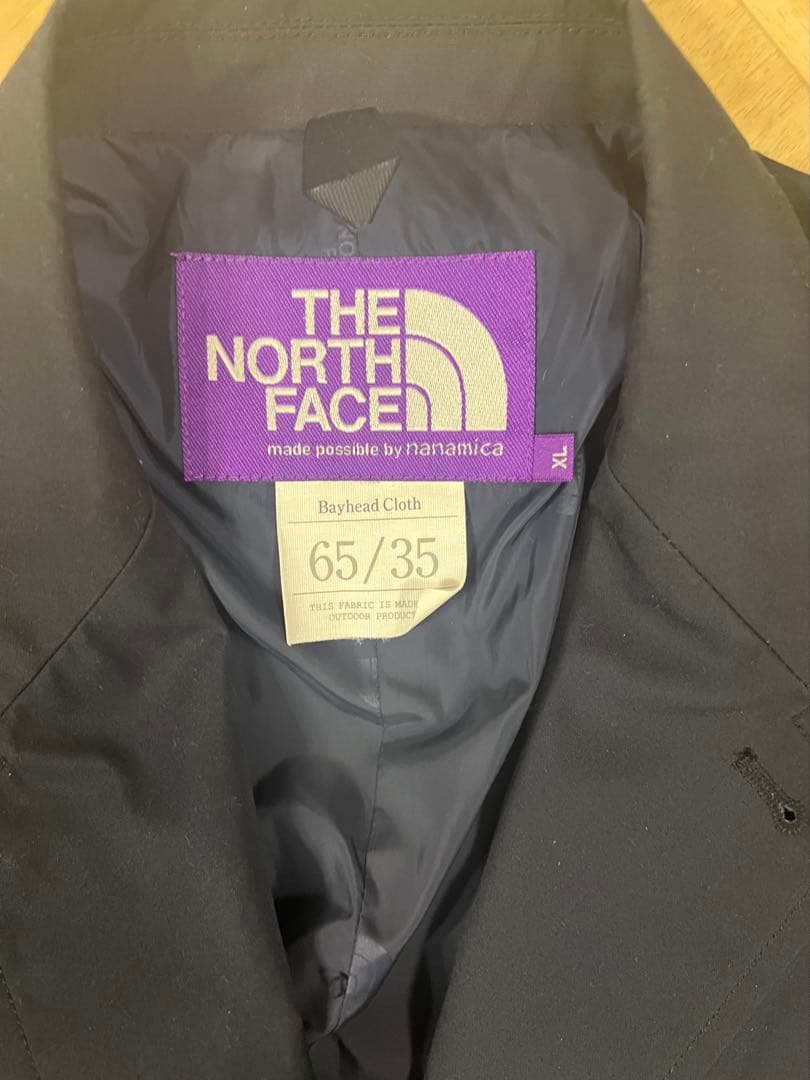 THE
NORTH
FACE
made possible by nanamica
XL
Bayhead Cloth
65/35
THIS FABRIC IS MADE
OUTDOOR PRODUCT